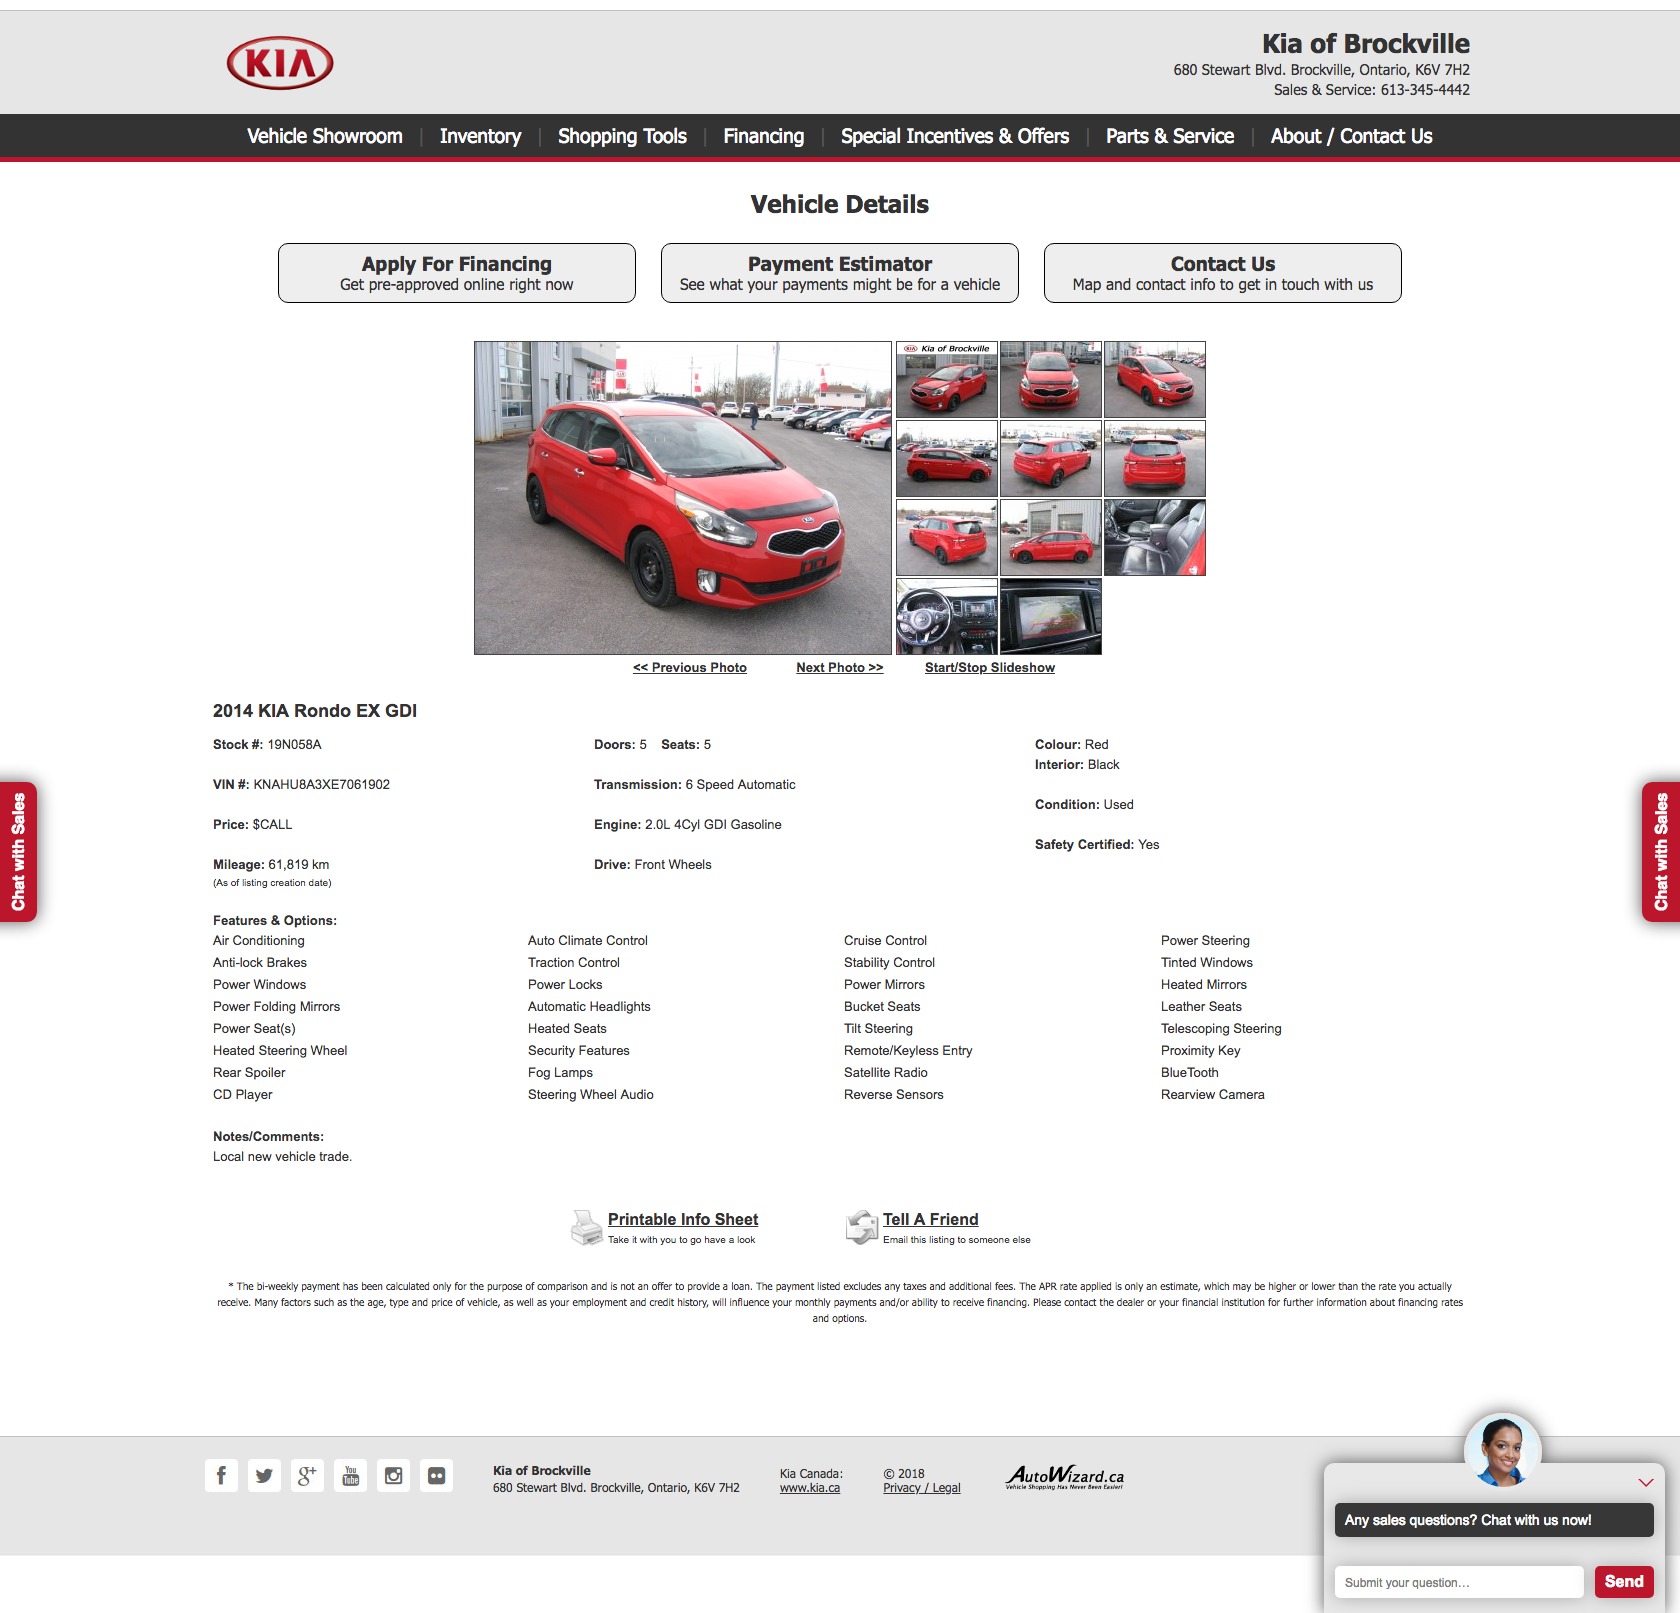 KIA
Kia of Brockville
680 Stewart Blvd. Brockville, Ontario, K6V 7H2
Sales & Service: 613-345-4442
Vehicle Showroom | Inventory | Shopping Tools | Financing | Special Incentives & Offers | Parts & Service | About / Contact Us
Vehicle Details
Apply For Financing
Get pre-approved online right now
Payment Estimator
See what your payments might be for a vehicle
Contact Us
Map and contact info to get in touch with us
KIA Kia of Brockville
<< Previous Photo Next Photo >> Start/Stop Slideshow
2014 KIA Rondo EX GDI
Stock #: 19N058A
VIN #: KNAHU8A3XE7061902
Price: $CALL
Mileage: 61,819 km
(As of listing creation date)
Doors: 5 Seats: 5
Transmission: 6 Speed Automatic
Engine: 2.0L 4Cyl GDI Gasoline
Drive: Front Wheels
Colour: Red
Interior: Black
Condition: Used
Safety Certified: Yes
Chat with Sales
Chat with Sales
Features & Options:
Air Conditioning Auto Climate Control Cruise Control Power Steering
Anti-lock Brakes Traction Control Stability Control Tinted Windows
Power Windows Power Locks Power Mirrors Heated Mirrors
Power Folding Mirrors Automatic Headlights Bucket Seats Leather Seats
Power Seat(s) Heated Seats Tilt Steering Telescoping Steering
Heated Steering Wheel Security Features Remote/Keyless Entry Proximity Key
Rear Spoiler Fog Lamps Satellite Radio BlueTooth
CD Player Steering Wheel Audio Reverse Sensors Rearview Camera
Notes/Comments:
Local new vehicle trade.
Printable Info Sheet
Take it with you to go have a look
Tell A Friend
Email this listing to someone else
* The bi-weekly payment has been calculated only for the purpose of comparison and is not an offer to provide a loan. The payment listed excludes any taxes and additional fees. The APR rate applied is only an estimate, which may be higher or lower than the rate you actually
receive. Many factors such as the age, type and price of vehicle, as well as your employment and credit history, will influence your monthly payments and/or ability to receive financing. Please contact the dealer or your financial institution for further information about financing rates
and options.
f g+ You Tube
Kia of Brockville
680 Stewart Blvd. Brockville, Ontario, K6V 7H2
Kia Canada:
www.kia.ca
© 2018
Privacy / Legal
AutoWizard.ca
Vehicle Shopping Has Never Been Easier!
Any sales questions? Chat with us now!
Submit your question...
Send